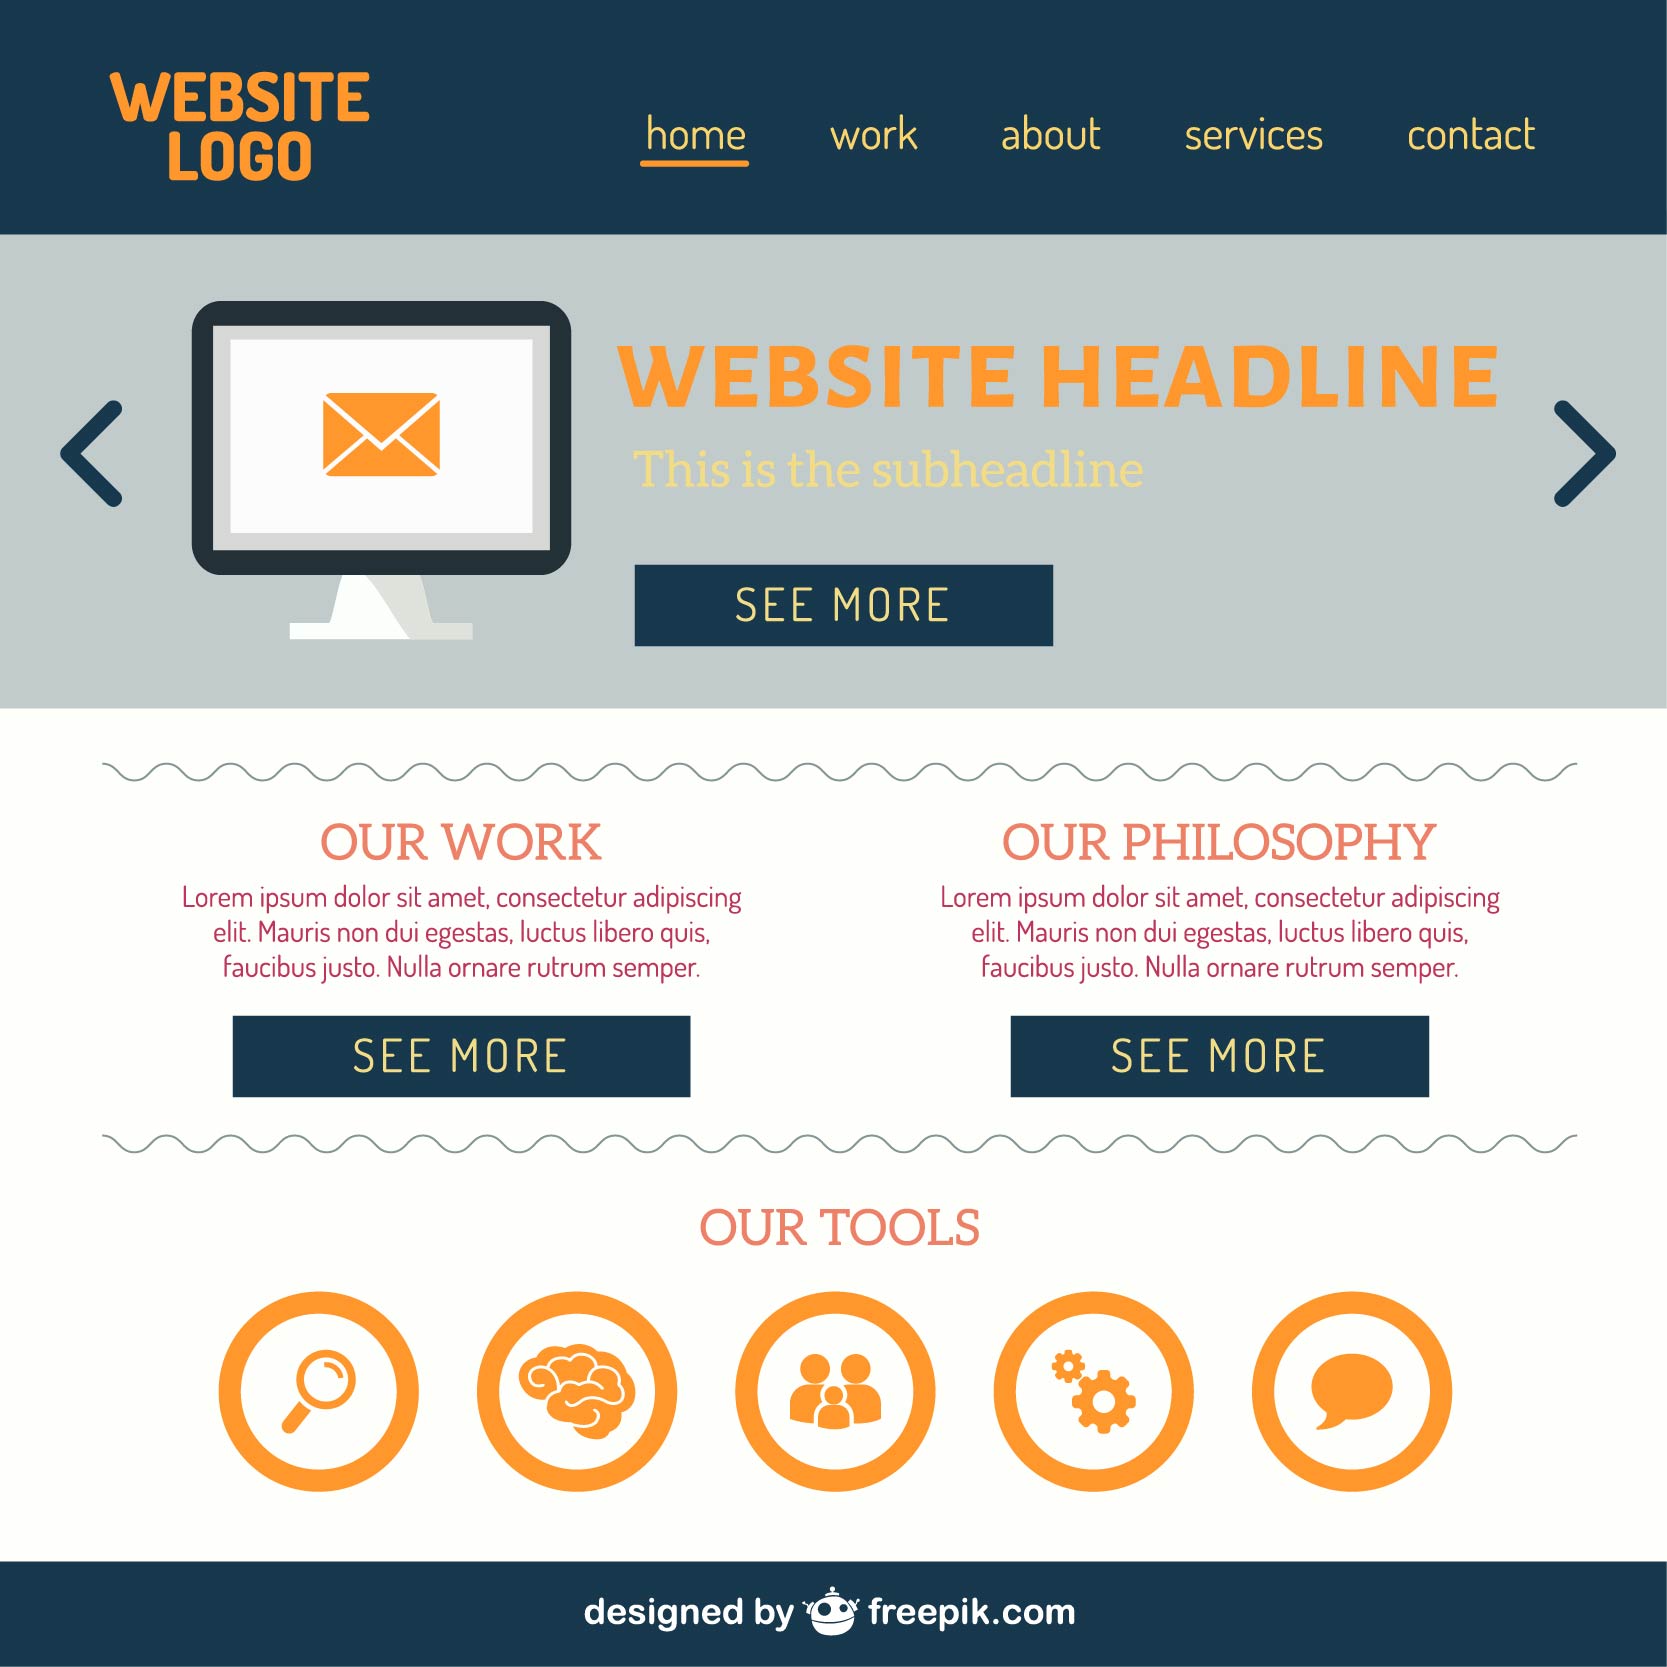 WEBSITE
LOGO
home work about services contact
WEBSITE HEADLINE
This is the subheadline
SEE MORE
OUR WORK
Lorem ipsum dolor sit amet, consectetur adipiscing
elit. Mauris non dui egestas, luctus libero quis,
faucibus justo. Nulla ornare rutrum semper.
SEE MORE
OUR PHILOSOPHY
Lorem ipsum dolor sit amet, consectetur adipiscing
elit. Mauris non dui egestas, luctus libero quis,
faucibus justo. Nulla ornare rutrum semper.
SEE MORE
OUR TOOLS
designed by freepik.com